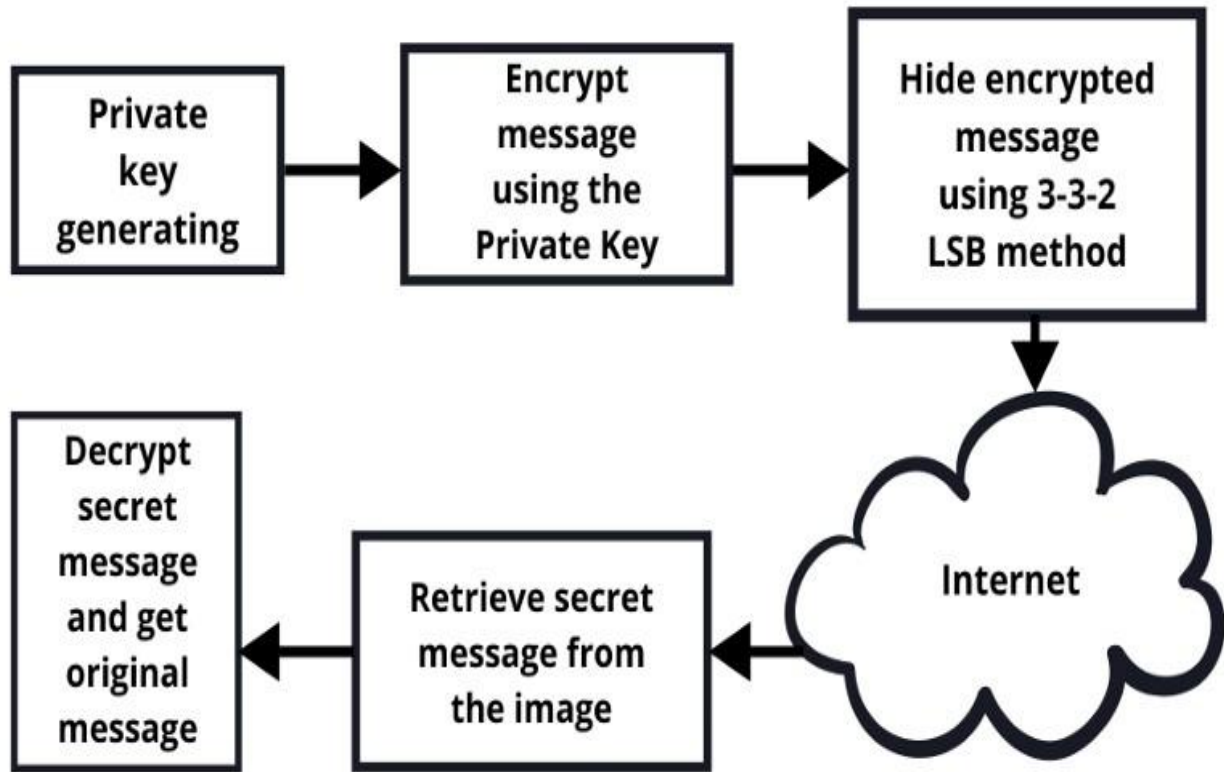 Private
key
generating
Encrypt
message
using the
Private Key
Hide encrypted
message
using 3-3-2
LSB method
Internet
Retrieve secret
message from
the image
Decrypt
secret
message
and get
original
message